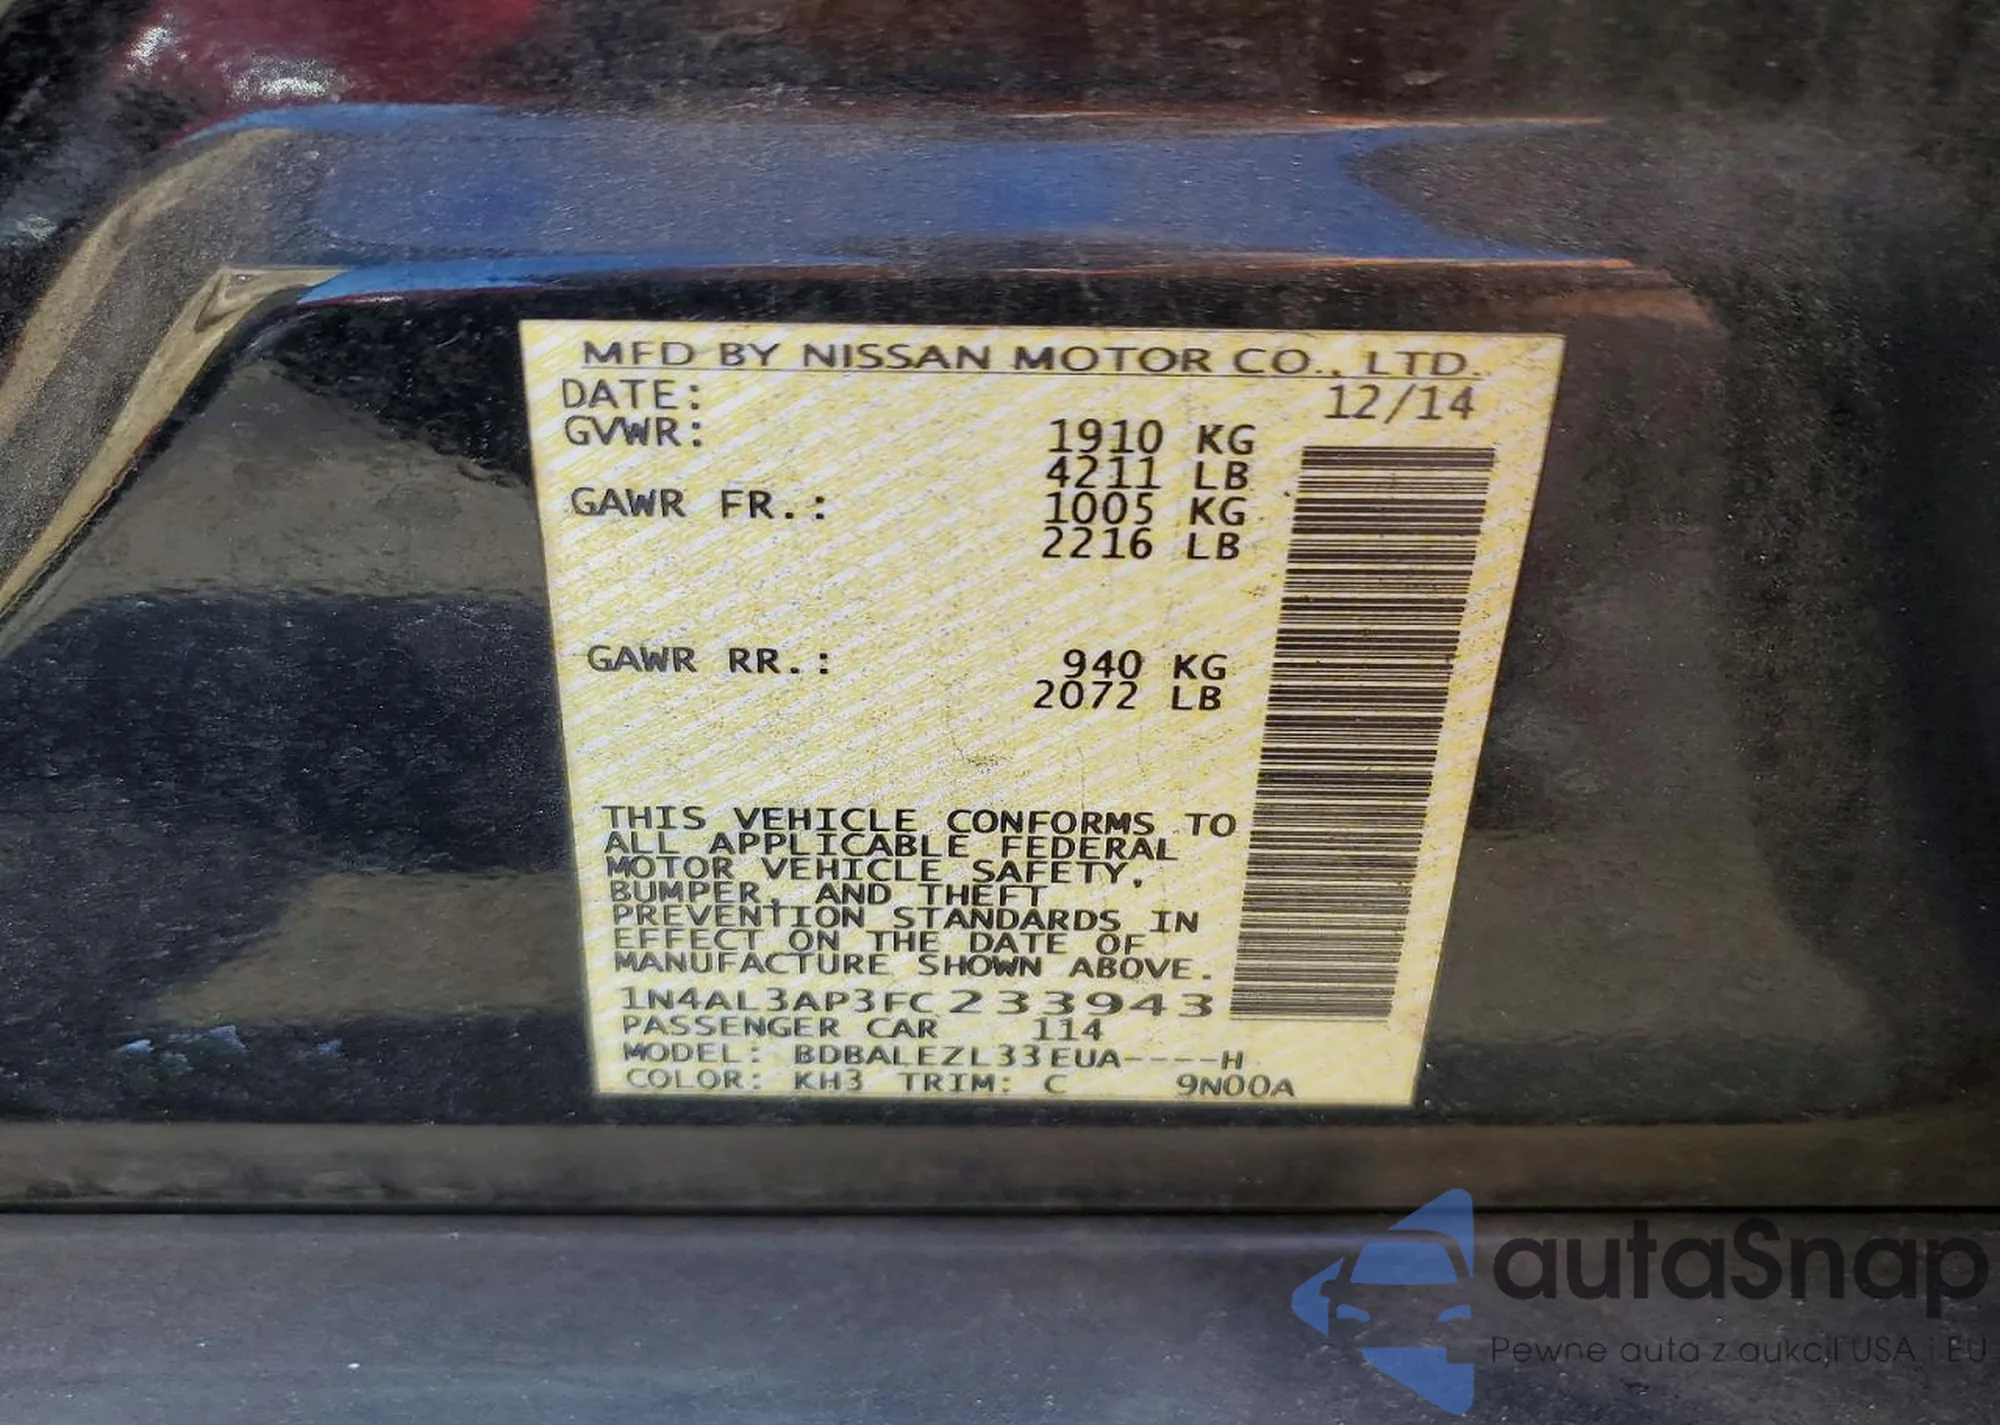 MFD BY NISSAN MOTOR CO., LTD.
DATE: 12/14
GVWR: 1910 KG
4211 LB
GAWR FR.: 1005 KG
2216 LB
GAWR RR.: 940 KG
2072 LB
THIS VEHICLE CONFORMS TO
ALL APPLICABLE FEDERAL
MOTOR VEHICLE SAFETY,
BUMPER, AND THEFT
PREVENTION STANDARDS IN
EFFECT ON THE DATE OF
MANUFACTURE SHOWN ABOVE.
1N4AL3AP3FC233943
PASSENGER CAR 114
MODEL: BDBALEZL33EUA----H
COLOR: KH3 TRIM: C 9N00A
autaSnap
Pewne auta z aukcji USA i EU